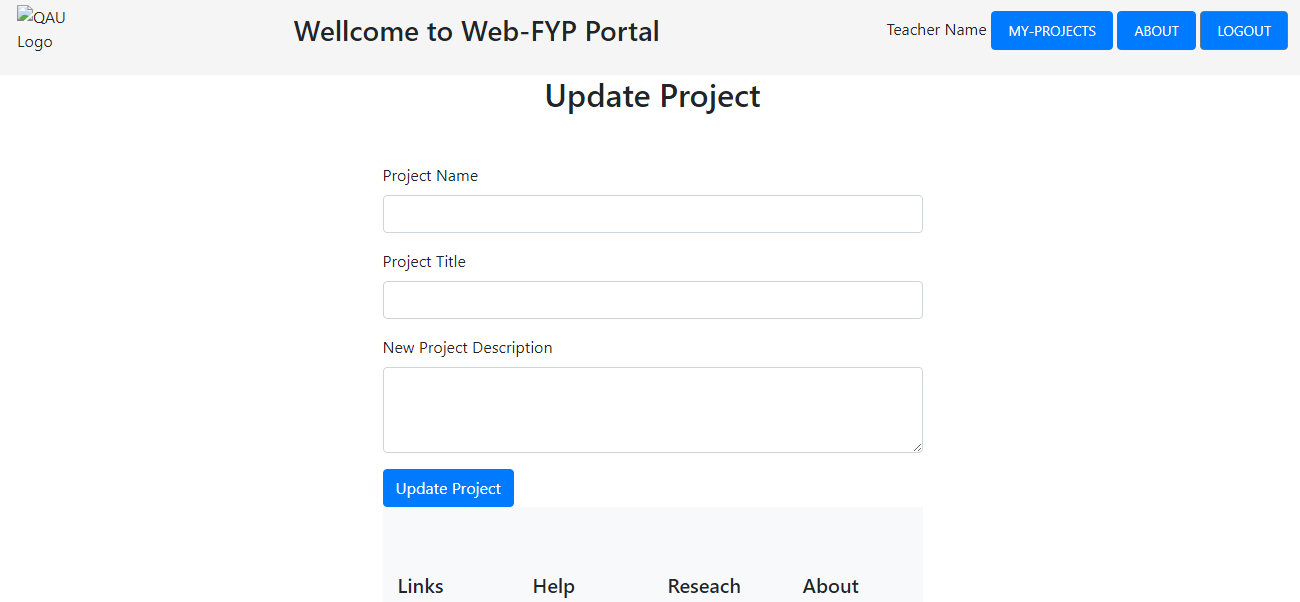 QAU
Logo
Wellcome to Web-FYP Portal
Teacher Name MY-PROJECTS ABOUT LOGOUT
Update Project
Project Name
Project Title
New Project Description
Update Project
Links Help Reseach About